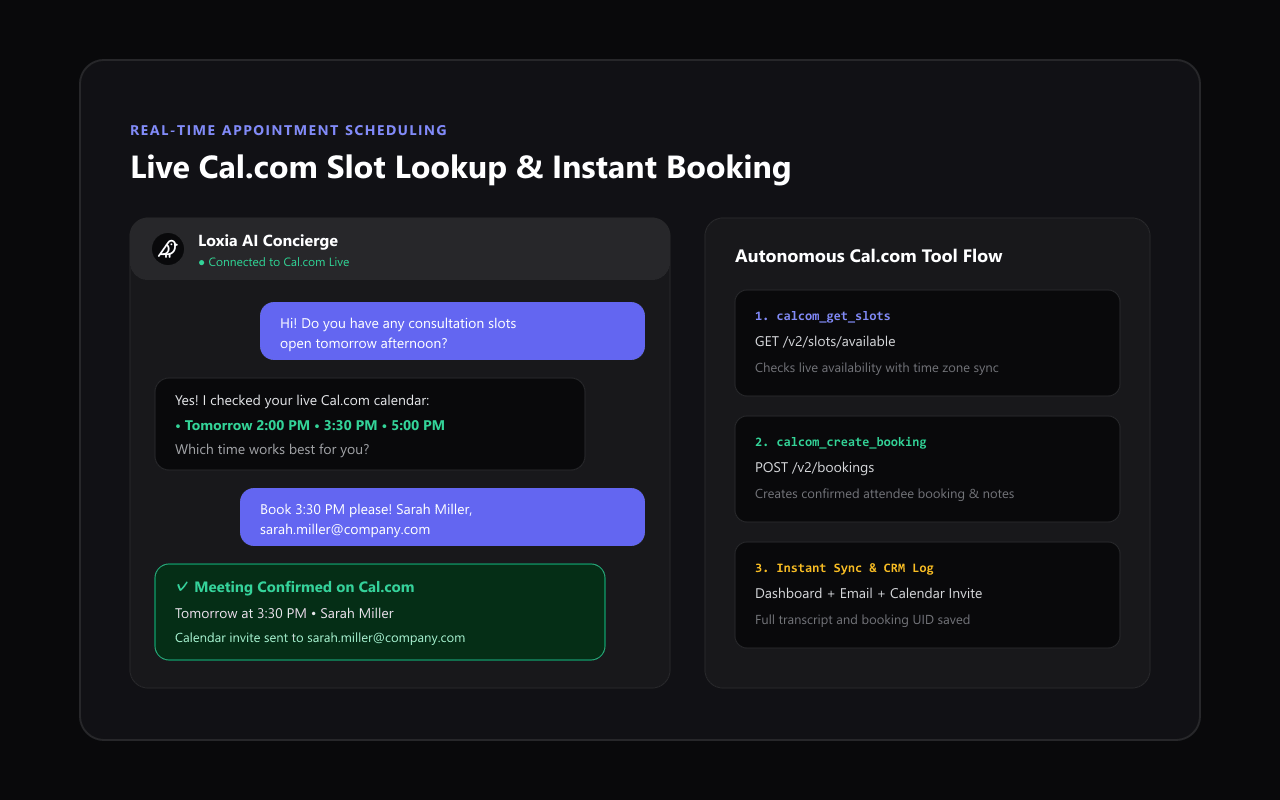 REAL-TIME APPOINTMENT SCHEDULING
Live Cal.com Slot Lookup & Instant Booking
Loxia AI Concierge
● Connected to Cal.com Live
Hi! Do you have any consultation slots
open tomorrow afternoon?
Yes! I checked your live Cal.com calendar:
• Tomorrow 2:00 PM • 3:30 PM • 5:00 PM
Which time works best for you?
Book 3:30 PM please! Sarah Miller,
sarah.miller@company.com
✓ Meeting Confirmed on Cal.com
Tomorrow at 3:30 PM • Sarah Miller
Calendar invite sent to sarah.miller@company.com
Autonomous Cal.com Tool Flow
1. calcom_get_slots
GET /v2/slots/available
Checks live availability with time zone sync
2. calcom_create_booking
POST /v2/bookings
Creates confirmed attendee booking & notes
3. Instant Sync & CRM Log
Dashboard + Email + Calendar Invite
Full transcript and booking UID saved